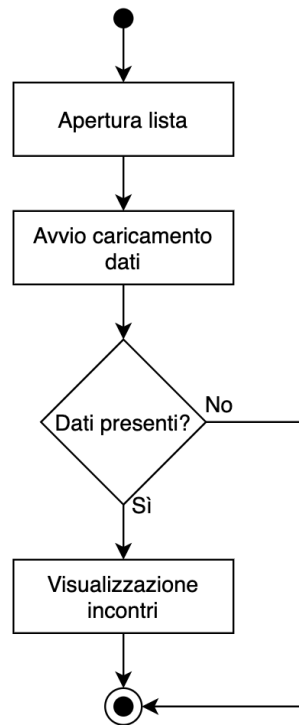 Apertura lista
Avvio caricamento
dati
Dati presenti?
No
Sì
Visualizzazione
incontri